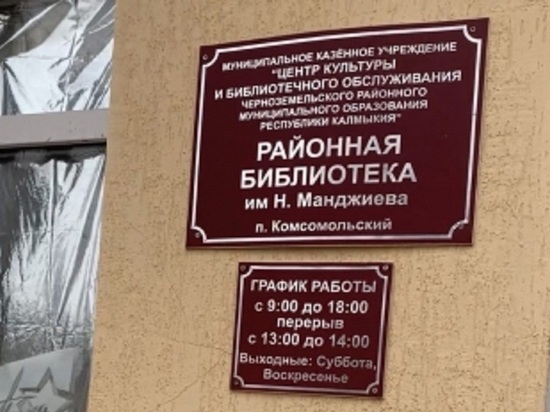 МУНИЦИПАЛЬНОЕ КАЗЁННОЕ УЧРЕЖДЕНИЕ
"ЦЕНТР КУЛЬТУРЫ
И БИБЛИОТЕЧНОГО ОБСЛУЖИВАНИЯ
ЧЕРНОЗЕМЕЛЬСКОГО РАЙОННОГО
МУНИЦИПАЛЬНОГО ОБРАЗОВАНИЯ
РЕСПУБЛИКИ КАЛМЫКИЯ"
РАЙОННАЯ
БИБЛИОТЕКА
им Н. Манджиева
п. Комсомольский
ГРАФИК РАБОТЫ
с 9:00 до 18:00
перерыв
с 13:00 до 14:00
Выходные: Суббота,
Воскресенье